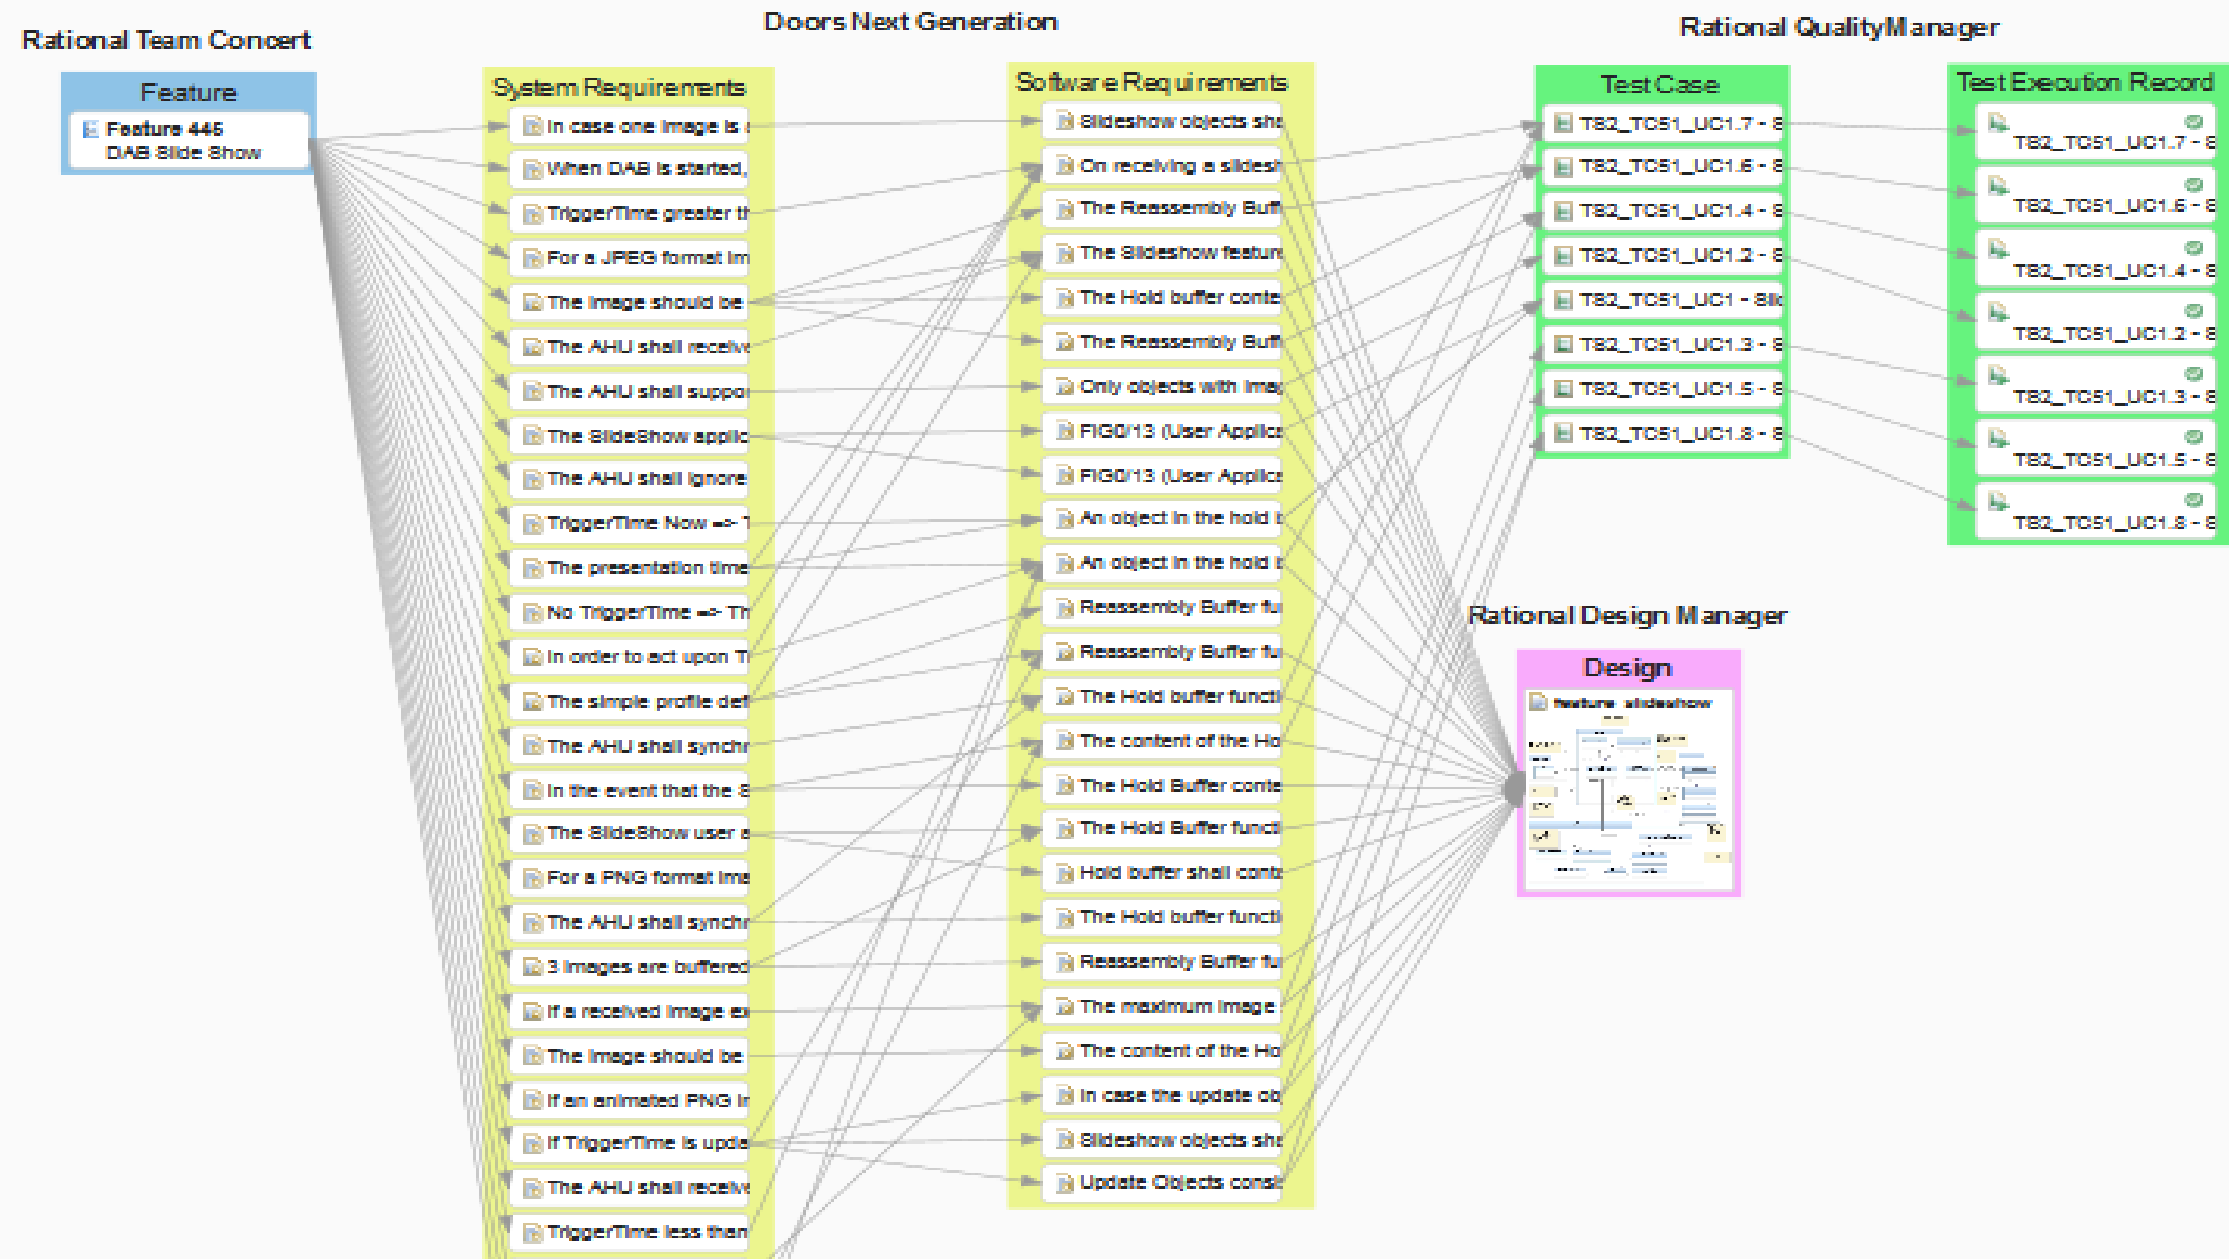 Rational Team Concert
Feature
Feature 446
DAB Slide Show
Doors Next Generation
System Requirements
In case one image is
When DAB is started,
TriggerTime greater th
For a JPEG format im
The image should be
The AHU shall receive
The AHU shall suppor
The SlideShow applic
The AHU shall ignore
TriggerTime Now => T
The presentation time
No TriggerTime => Th
In order to act upon T
The simple profile def
The AHU shall synchr
In the event that the S
The SlideShow user a
For a PNG format ima
The AHU shall synchr
3 images are buffered
If a received image ex
The image should be
If an animated PNG
If TriggerTime is upda
The AHU shall receive
TriggerTime less than
Software Requirements
Slideshow objects sha
On receiving a slidesh
The Reassembly Buff
The Slideshow feature
The Hold buffer conte
The Reassembly Buff
Only objects with imag
FIG0/13 (User Applica
FIG0/13 (User Applica
An object in the hold b
An object in the hold b
Reassembly Buffer fu
Reassembly Buffer fu
The Hold buffer functi
The content of the Ho
The Hold Buffer conte
The Hold Buffer functi
Hold buffer shall conta
The Hold buffer functi
Reassembly Buffer fu
The maximum image
The content of the Ho
In case the update obj
Slideshow objects sha
Update Objects consi
Rational QualityManager
Test Case
TS2_TC51_UC1.7 - S
TS2_TC51_UC1.6 - S
TS2_TC51_UC1.4 - S
TS2_TC51_UC1.2 - S
TS2_TC51_UC1 - Slid
TS2_TC51_UC1.3 - S
TS2_TC51_UC1.5 - S
TS2_TC51_UC1.8 - S
Test Execution Record
TS2_TC51_UC1.7 - S
TS2_TC51_UC1.6 - S
TS2_TC51_UC1.4 - S
TS2_TC51_UC1.2 - S
TS2_TC51_UC1.3 - S
TS2_TC51_UC1.5 - S
TS2_TC51_UC1.8 - S
Rational Design Manager
Design
feature_slideshow